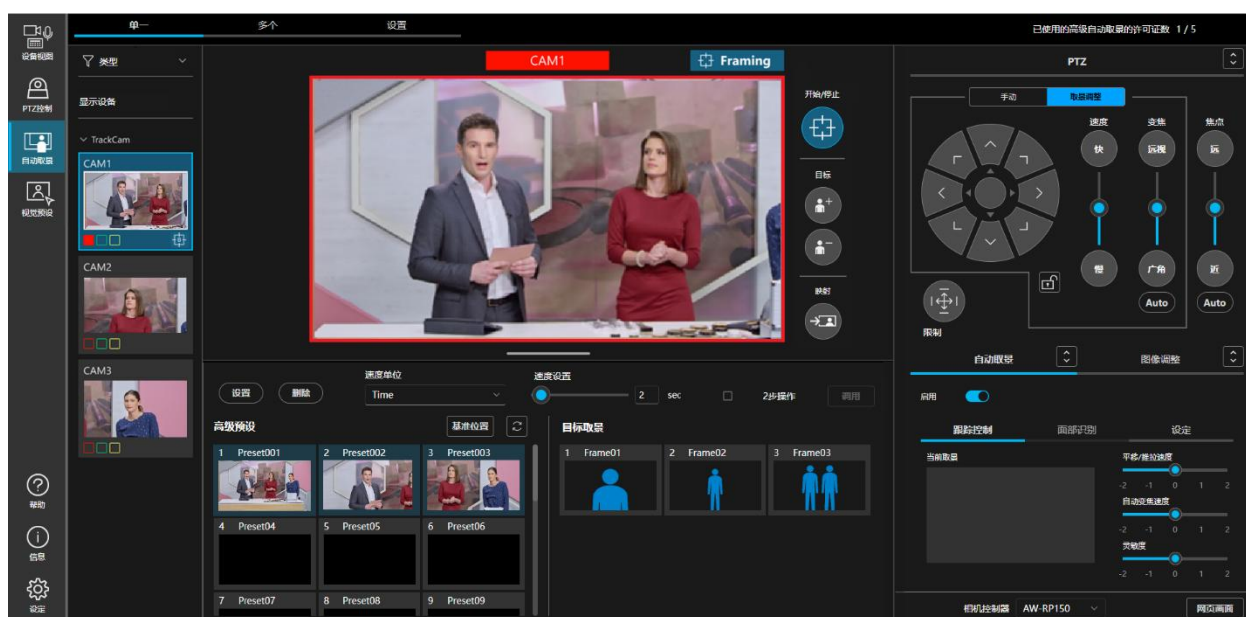 单一
多个
设置
已使用的高级自动取景的许可证数 1 / 5
设备视图
PTZ控制
自动取景
视觉预设
帮助
信息
设定
类型
显示设备
TrackCam
CAM1
CAM2
CAM3
CAM1
Framing
开始/停止
目标
映射
设置
删除
速度单位
Time
速度设置
2 sec
2步操作
调用
高级预设
基准位置
1 Preset001
2 Preset002
3 Preset003
4 Preset04
5 Preset05
6 Preset06
7 Preset07
8 Preset08
9 Preset09
目标取景
1 Frame01
2 Frame02
3 Frame03
PTZ
手动
取景调整
速度
变焦
焦点
快
远摄
远
慢
广角
近
Auto
Auto
限制
自动取景
图像调整
启用
跟踪控制
面部识别
设定
当前取景
平移/推拉速度
-2 -1 0 1 2
自动变焦速度
-2 -1 0 1 2
灵敏度
-2 -1 0 1 2
相机控制器
AW-RP150
网页画面